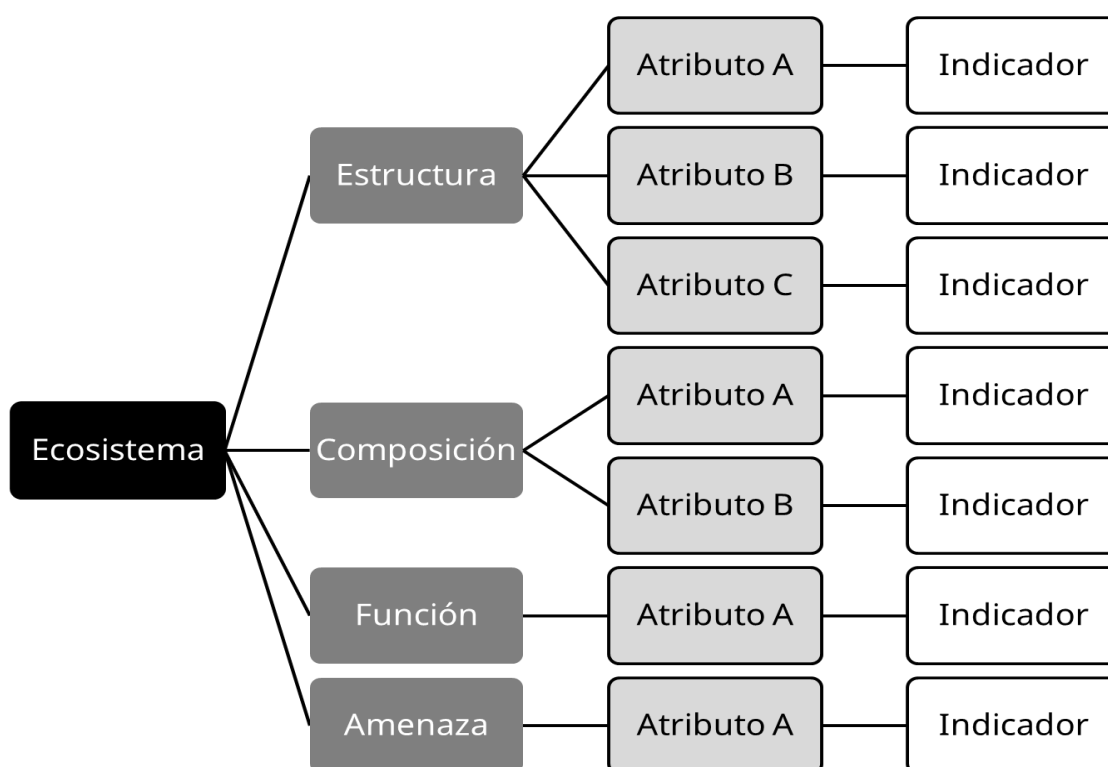 Atributo A
Indicador
Estructura
Atributo B
Indicador
Atributo C
Indicador
Atributo A
Indicador
Ecosistema
Composición
Atributo B
Indicador
Función
Atributo A
Indicador
Amenaza
Atributo A
Indicador